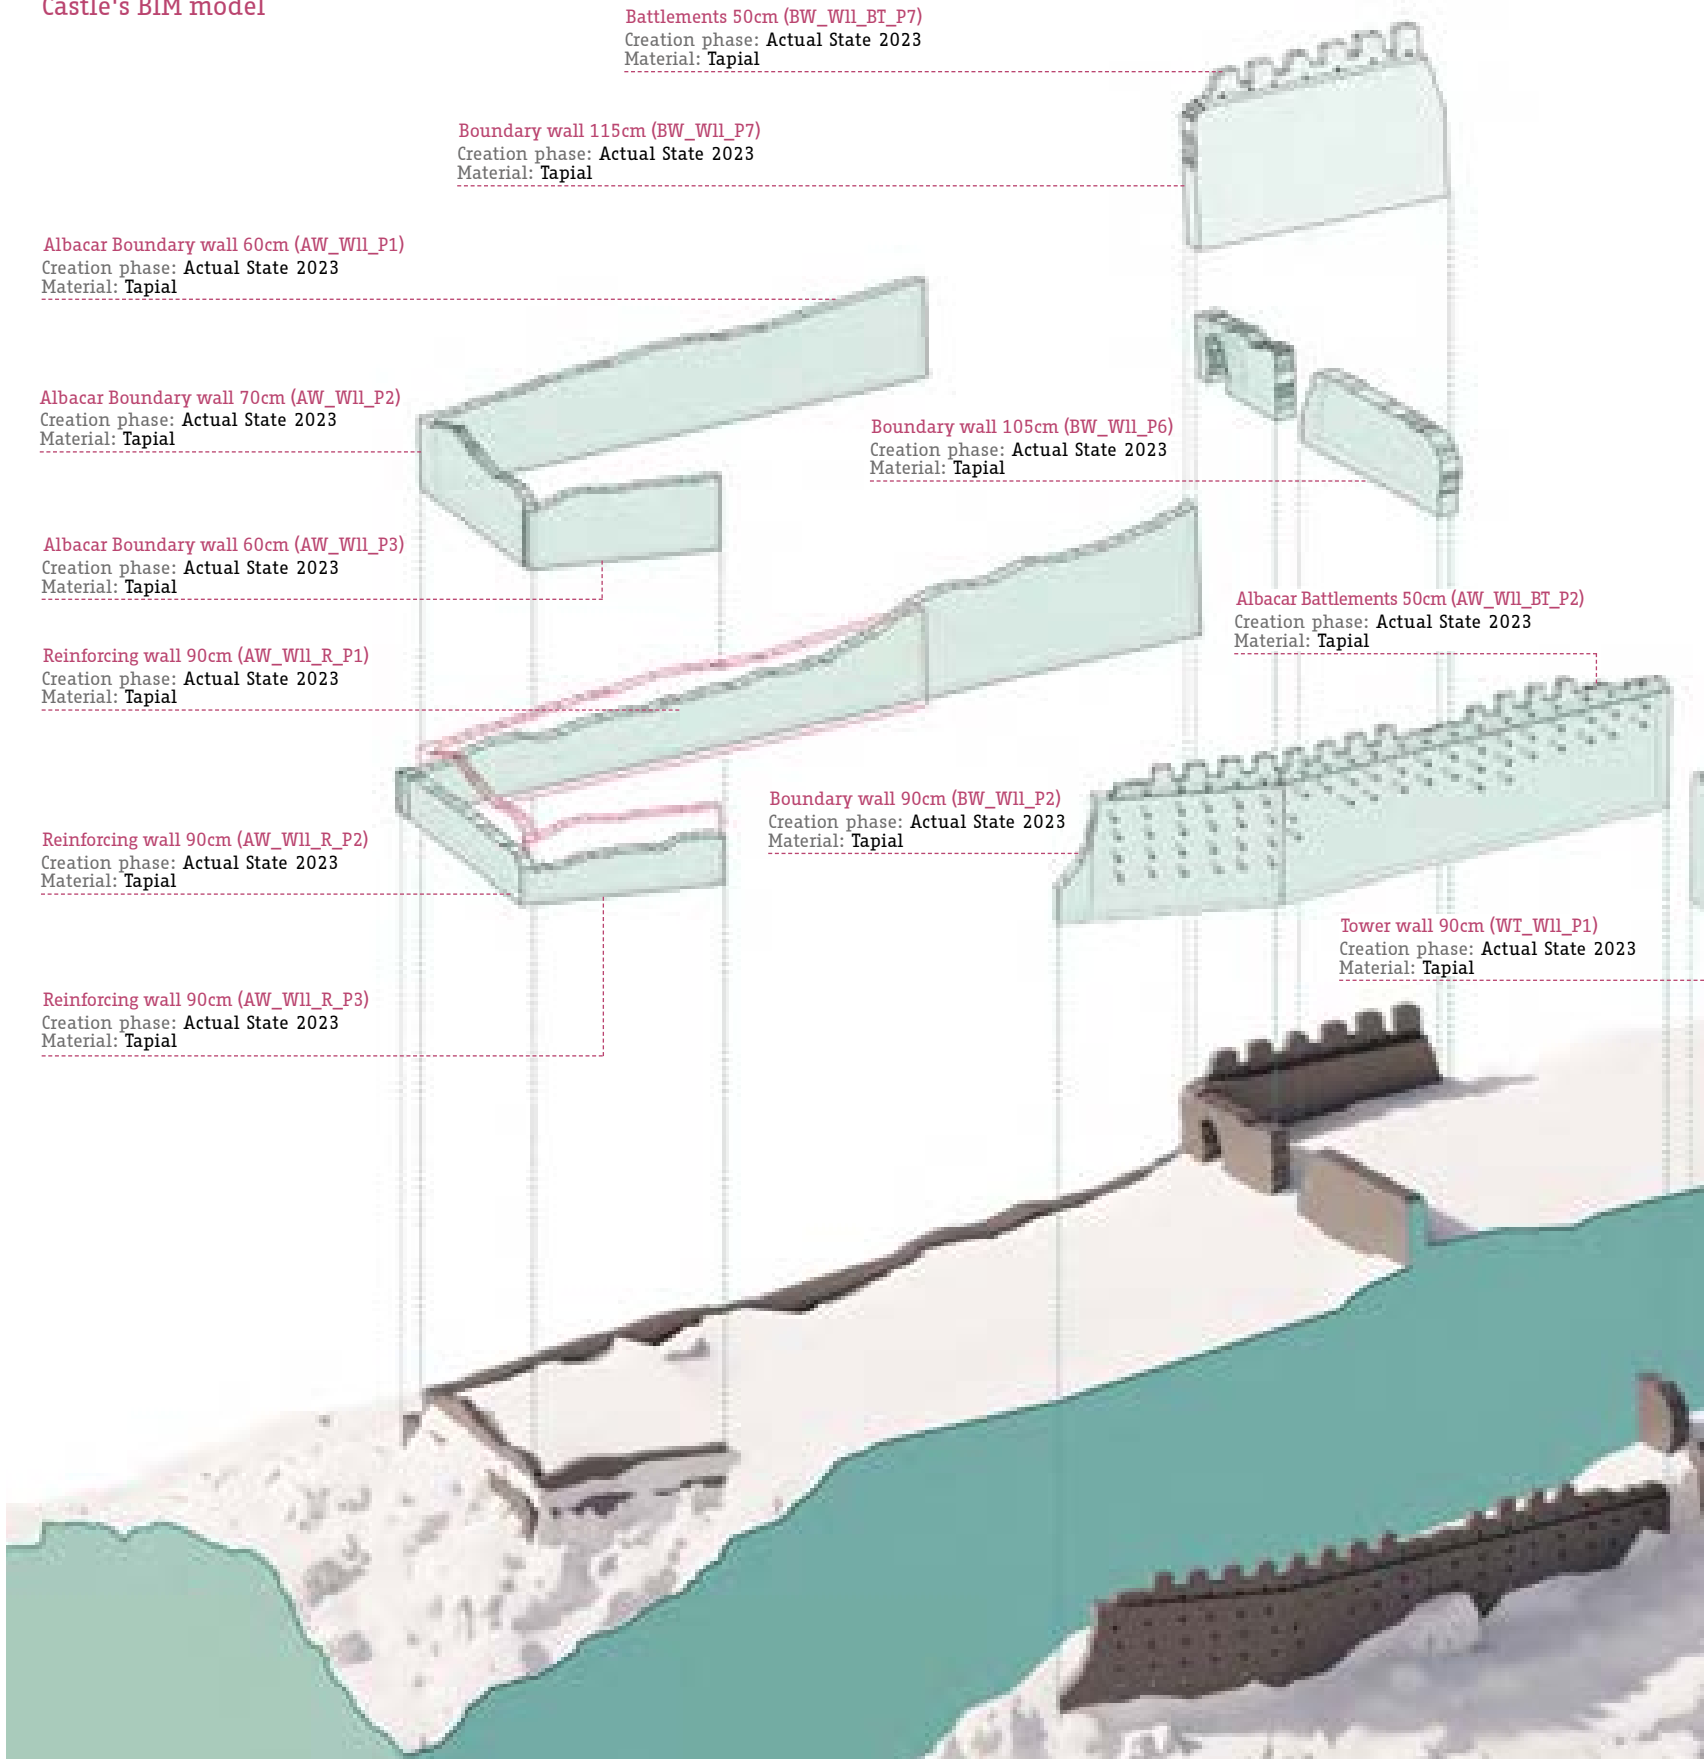 Castle's BIM model
Battlements 50cm (BW_Wll_BT_P7)
Creation phase: Actual State 2023
Material: Tapial
Boundary wall 115cm (BW_Wll_P7)
Creation phase: Actual State 2023
Material: Tapial
Albacar Boundary wall 60cm (AW_Wll_P1)
Creation phase: Actual State 2023
Material: Tapial
Albacar Boundary wall 70cm (AW_Wll_P2)
Creation phase: Actual State 2023
Material: Tapial
Boundary wall 105cm (BW_Wll_P6)
Creation phase: Actual State 2023
Material: Tapial
Albacar Boundary wall 60cm (AW_Wll_P3)
Creation phase: Actual State 2023
Material: Tapial
Albacar Battlements 50cm (AW_Wll_BT_P2)
Creation phase: Actual State 2023
Material: Tapial
Reinforcing wall 90cm (AW_Wll_R_P1)
Creation phase: Actual State 2023
Material: Tapial
Boundary wall 90cm (BW_Wll_P2)
Creation phase: Actual State 2023
Material: Tapial
Reinforcing wall 90cm (AW_Wll_R_P2)
Creation phase: Actual State 2023
Material: Tapial
Tower wall 90cm (WT_Wll_P1)
Creation phase: Actual State 2023
Material: Tapial
Reinforcing wall 90cm (AW_Wll_R_P3)
Creation phase: Actual State 2023
Material: Tapial